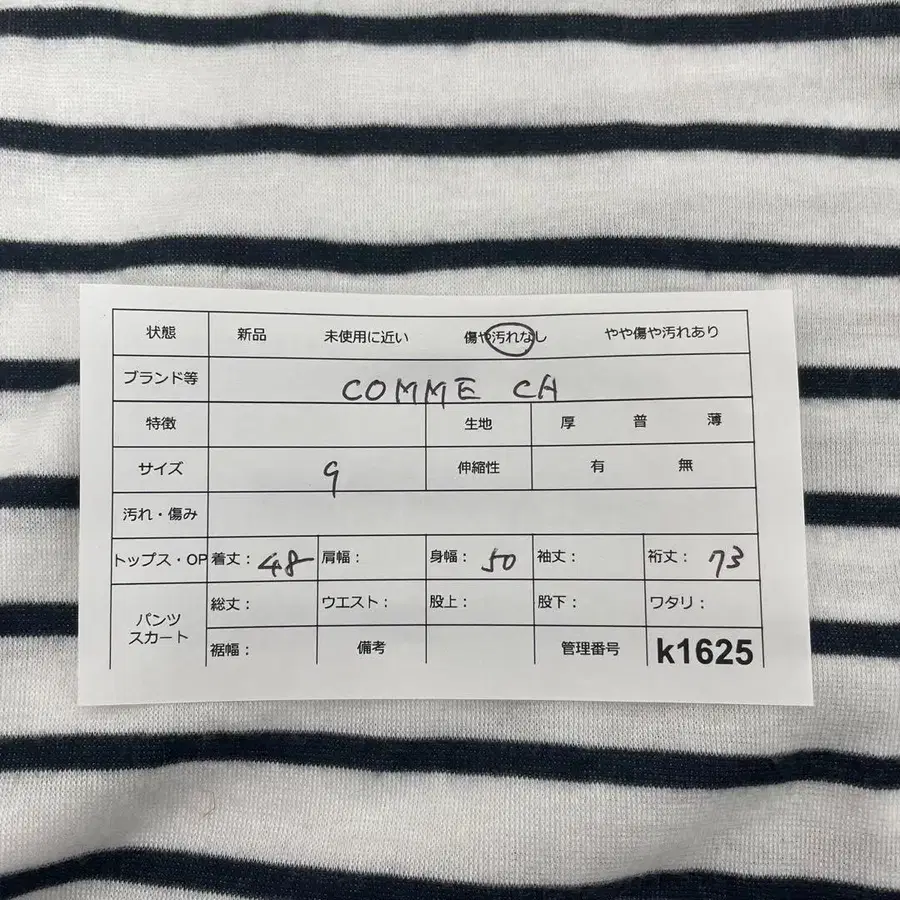 状態 新品 未使用に近い 傷や汚れなし やや傷や汚れあり
ブランド等 COMME CA
特徴 生地 厚 普 薄
サイズ 9 伸縮性 有 無
汚れ・傷み
トップス・OP 着丈: 48 肩幅: 身幅: 50 袖丈: 裄丈: 73
パンツ スカート 総丈: ウエスト: 股上: 股下: ワタリ:
裾幅: 備考 管理番号 k1625